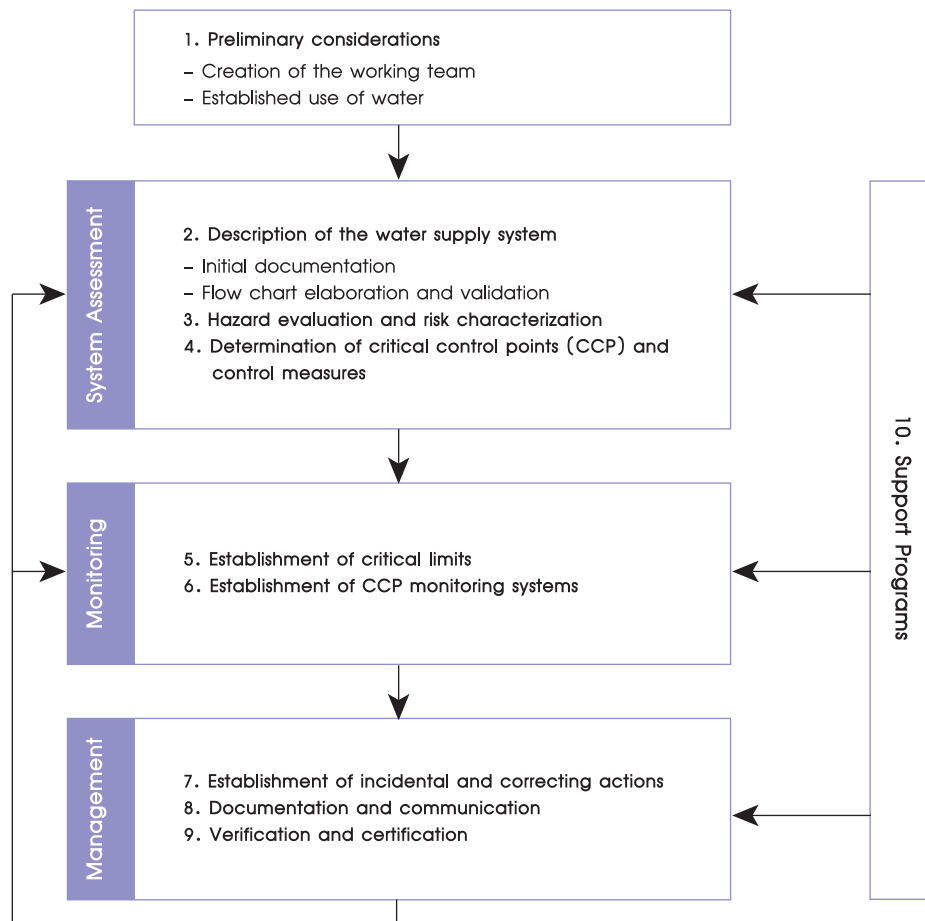 1. Preliminary considerations
– Creation of the working team
– Established use of water
System Assessment
2. Description of the water supply system
– Initial documentation
– Flow chart elaboration and validation
3. Hazard evaluation and risk characterization
4. Determination of critical control points (CCP) and
control measures
Monitoring
5. Establishment of critical limits
6. Establishment of CCP monitoring systems
Management
7. Establishment of incidental and correcting actions
8. Documentation and communication
9. Verification and certification
10. Support Programs